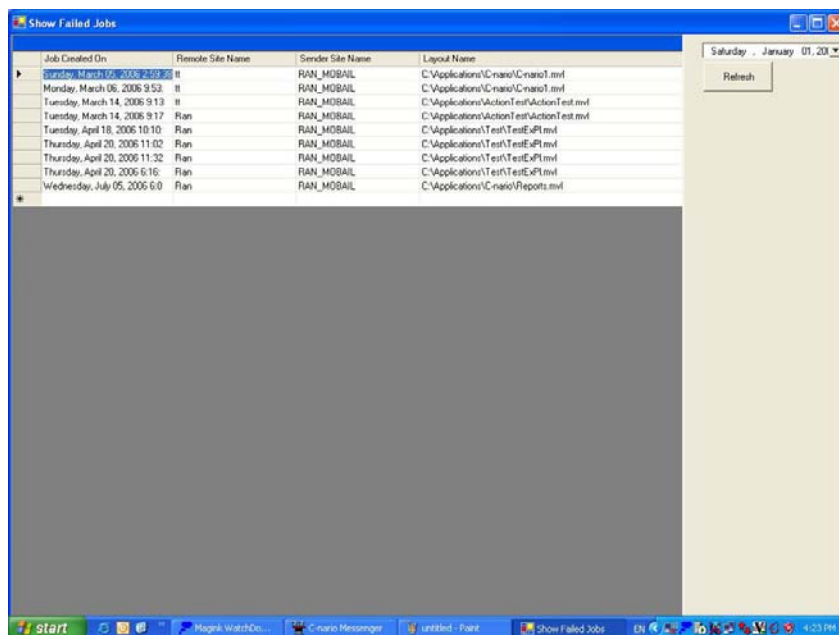 Show Failed Jobs
Saturday , January 01, 20
Refresh
Job Created On Remote Site Name Sender Site Name Layout Name
Sunday, March 05, 2006 2:59:39 tt RAN_MOBAIL C:\Applications\C-nario\C-nario1.mvl
Monday, March 06, 2006 9:53: tt RAN_MOBAIL C:\Applications\C-nario\C-nario1.mvl
Tuesday, March 14, 2006 9:13 tt RAN_MOBAIL C:\Applications\ActionTest\ActionTest.mvl
Tuesday, March 14, 2006 9:17 Ran RAN_MOBAIL C:\Applications\ActionTest\ActionTest.mvl
Tuesday, April 18, 2006 10:10: Ran RAN_MOBAIL C:\Applications\Test\TestExPl.mvl
Thursday, April 20, 2006 11:02 Ran RAN_MOBAIL C:\Applications\Test\TestExPl.mvl
Thursday, April 20, 2006 11:32 Ran RAN_MOBAIL C:\Applications\Test\TestExPl.mvl
Thursday, April 20, 2006 6:16: Ran RAN_MOBAIL C:\Applications\Test\TestExPl.mvl
Wednesday, July 05, 2006 6:0 Ran RAN_MOBAIL C:\Applications\C-nario\Reports.mvl
start Magink WatchDo... C-nario Messenger untitled - Paint Show Failed Jobs EN 4:23 PM